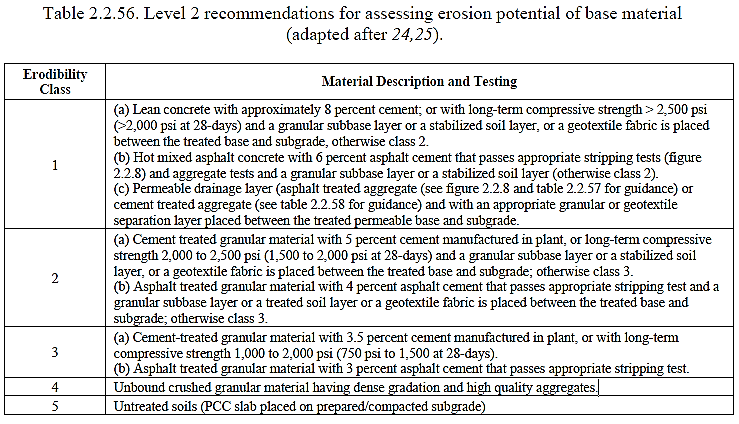 Table 2.2.56. Level 2 recommendations for assessing erosion potential of base material
(adapted after 24,25).
Erodibility
Class
Material Description and Testing
1
(a) Lean concrete with approximately 8 percent cement; or with long-term compressive strength > 2,500 psi
(>2,000 psi at 28-days) and a granular subbase layer or a stabilized soil layer, or a geotextile fabric is placed
between the treated base and subgrade, otherwise class 2.
(b) Hot mixed asphalt concrete with 6 percent asphalt cement that passes appropriate stripping tests (figure
2.2.8) and aggregate tests and a granular subbase layer or a stabilized soil layer (otherwise class 2).
(c) Permeable drainage layer (asphalt treated aggregate (see figure 2.2.8 and table 2.2.57 for guidance) or
cement treated aggregate (see table 2.2.58 for guidance) and with an appropriate granular or geotextile
separation layer placed between the treated permeable base and subgrade.
2
(a) Cement treated granular material with 5 percent cement manufactured in plant, or long-term compressive
strength 2,000 to 2,500 psi (1,500 to 2,000 psi at 28-days) and a granular subbase layer or a stabilized soil
layer, or a geotextile fabric is placed between the treated base and subgrade; otherwise class 3.
(b) Asphalt treated granular material with 4 percent asphalt cement that passes appropriate stripping test and a
granular subbase layer or a treated soil layer or a geotextile fabric is placed between the treated base and
subgrade; otherwise class 3.
3
(a) Cement-treated granular material with 3.5 percent cement manufactured in plant, or with long-term
compressive strength 1,000 to 2,000 psi (750 psi to 1,500 at 28-days).
(b) Asphalt treated granular material with 3 percent asphalt cement that passes appropriate stripping test.
4
Unbound crushed granular material having dense gradation and high quality aggregates.
5
Untreated soils (PCC slab placed on prepared/compacted subgrade)